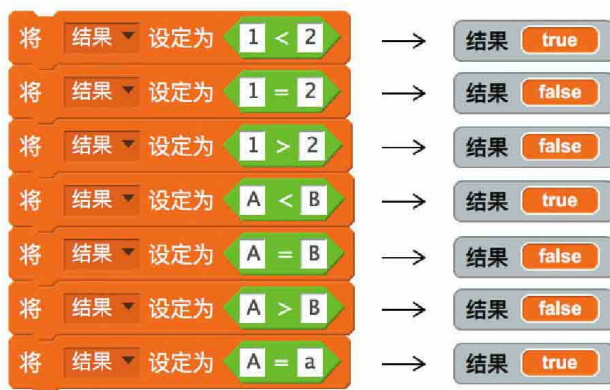 将 结果 设定为 1 < 2 → 结果 true
将 结果 设定为 1 = 2 → 结果 false
将 结果 设定为 1 > 2 → 结果 false
将 结果 设定为 A < B → 结果 true
将 结果 设定为 A = B → 结果 false
将 结果 设定为 A > B → 结果 false
将 结果 设定为 A = a → 结果 true